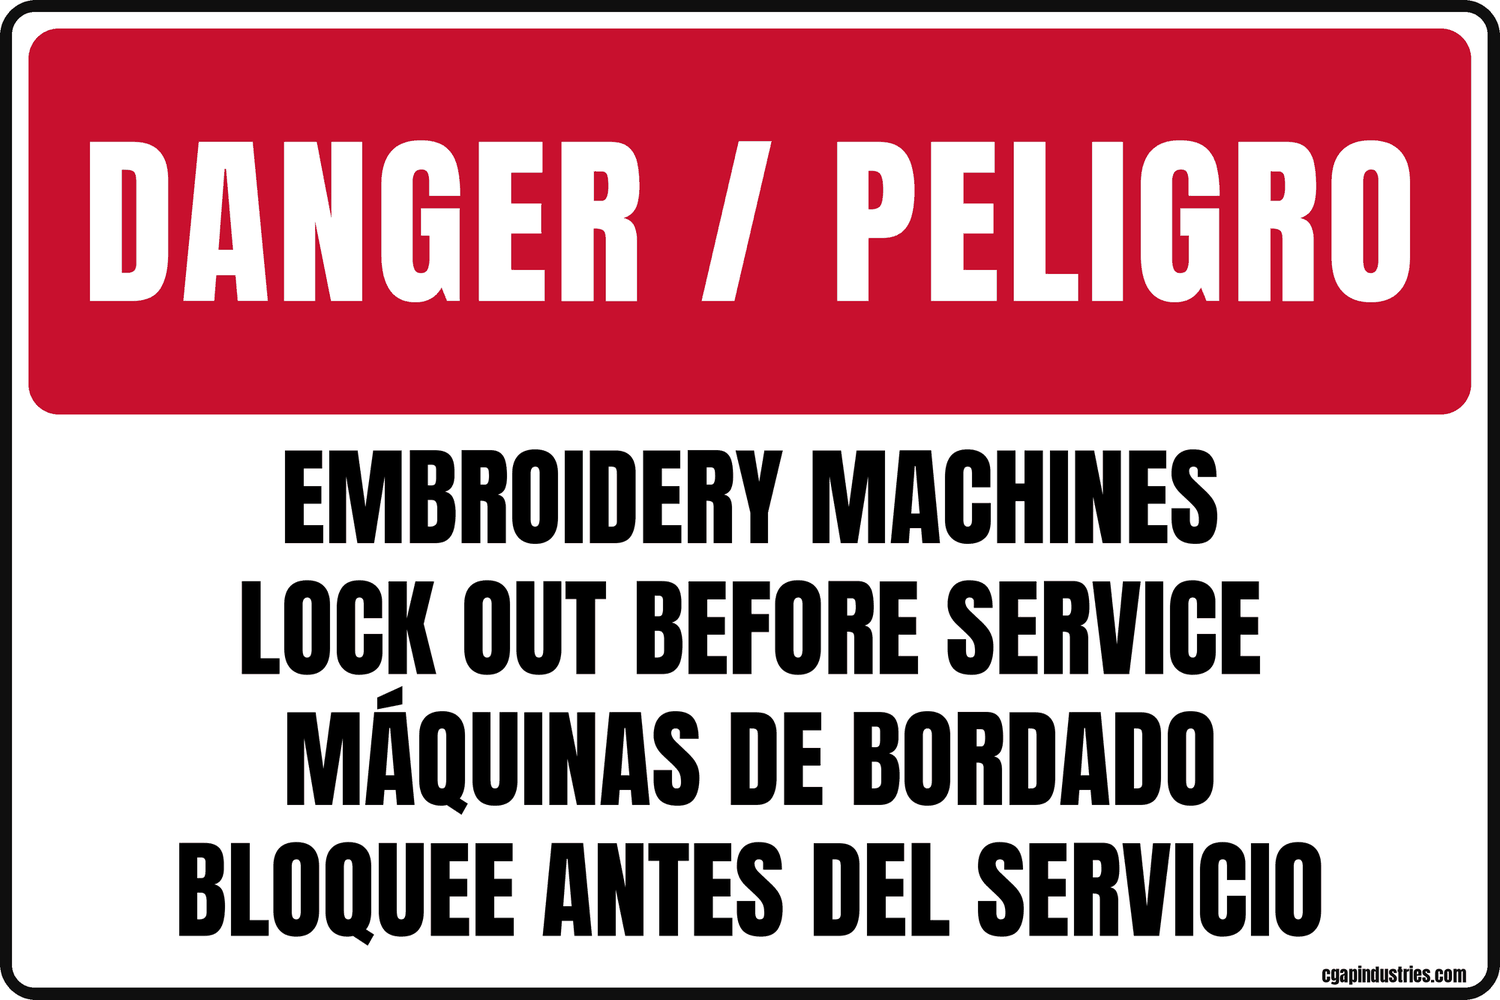 DANGER / PELIGRO
EMBROIDERY MACHINES
LOCK OUT BEFORE SERVICE
MÁQUINAS DE BORDADO
BLOQUEE ANTES DEL SERVICIO
cgapindustries.com